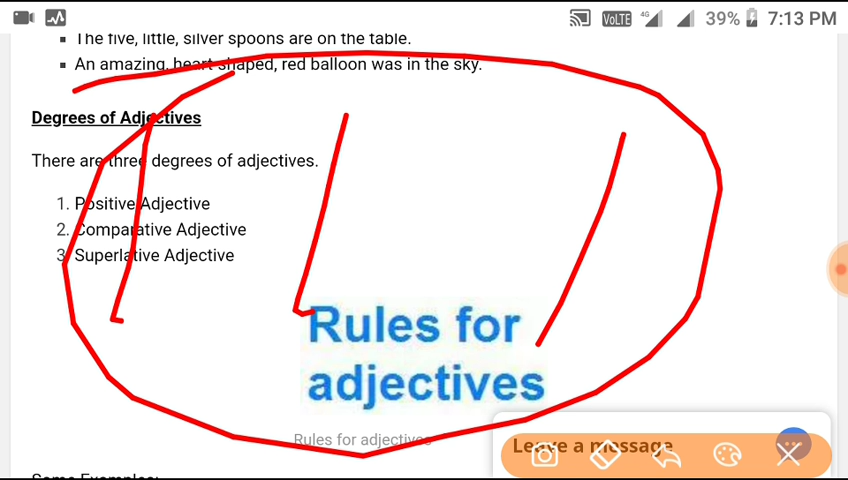 VoLTE 4G 39% 7:13 PM
▪ The five, little, silver spoons are on the table.
▪ An amazing, heart-shaped, red balloon was in the sky.
Degrees of Adjectives
There are three degrees of adjectives.
1. Positive Adjective
2. Comparative Adjective
3. Superlative Adjective
Rules for
adjectives
Rules for adjectives
Leave a message
Some Examples: